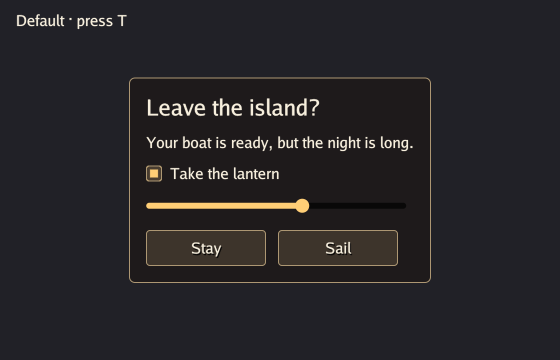 Default · press T
Leave the island?
Your boat is ready, but the night is long.
Take the lantern
Stay
Sail